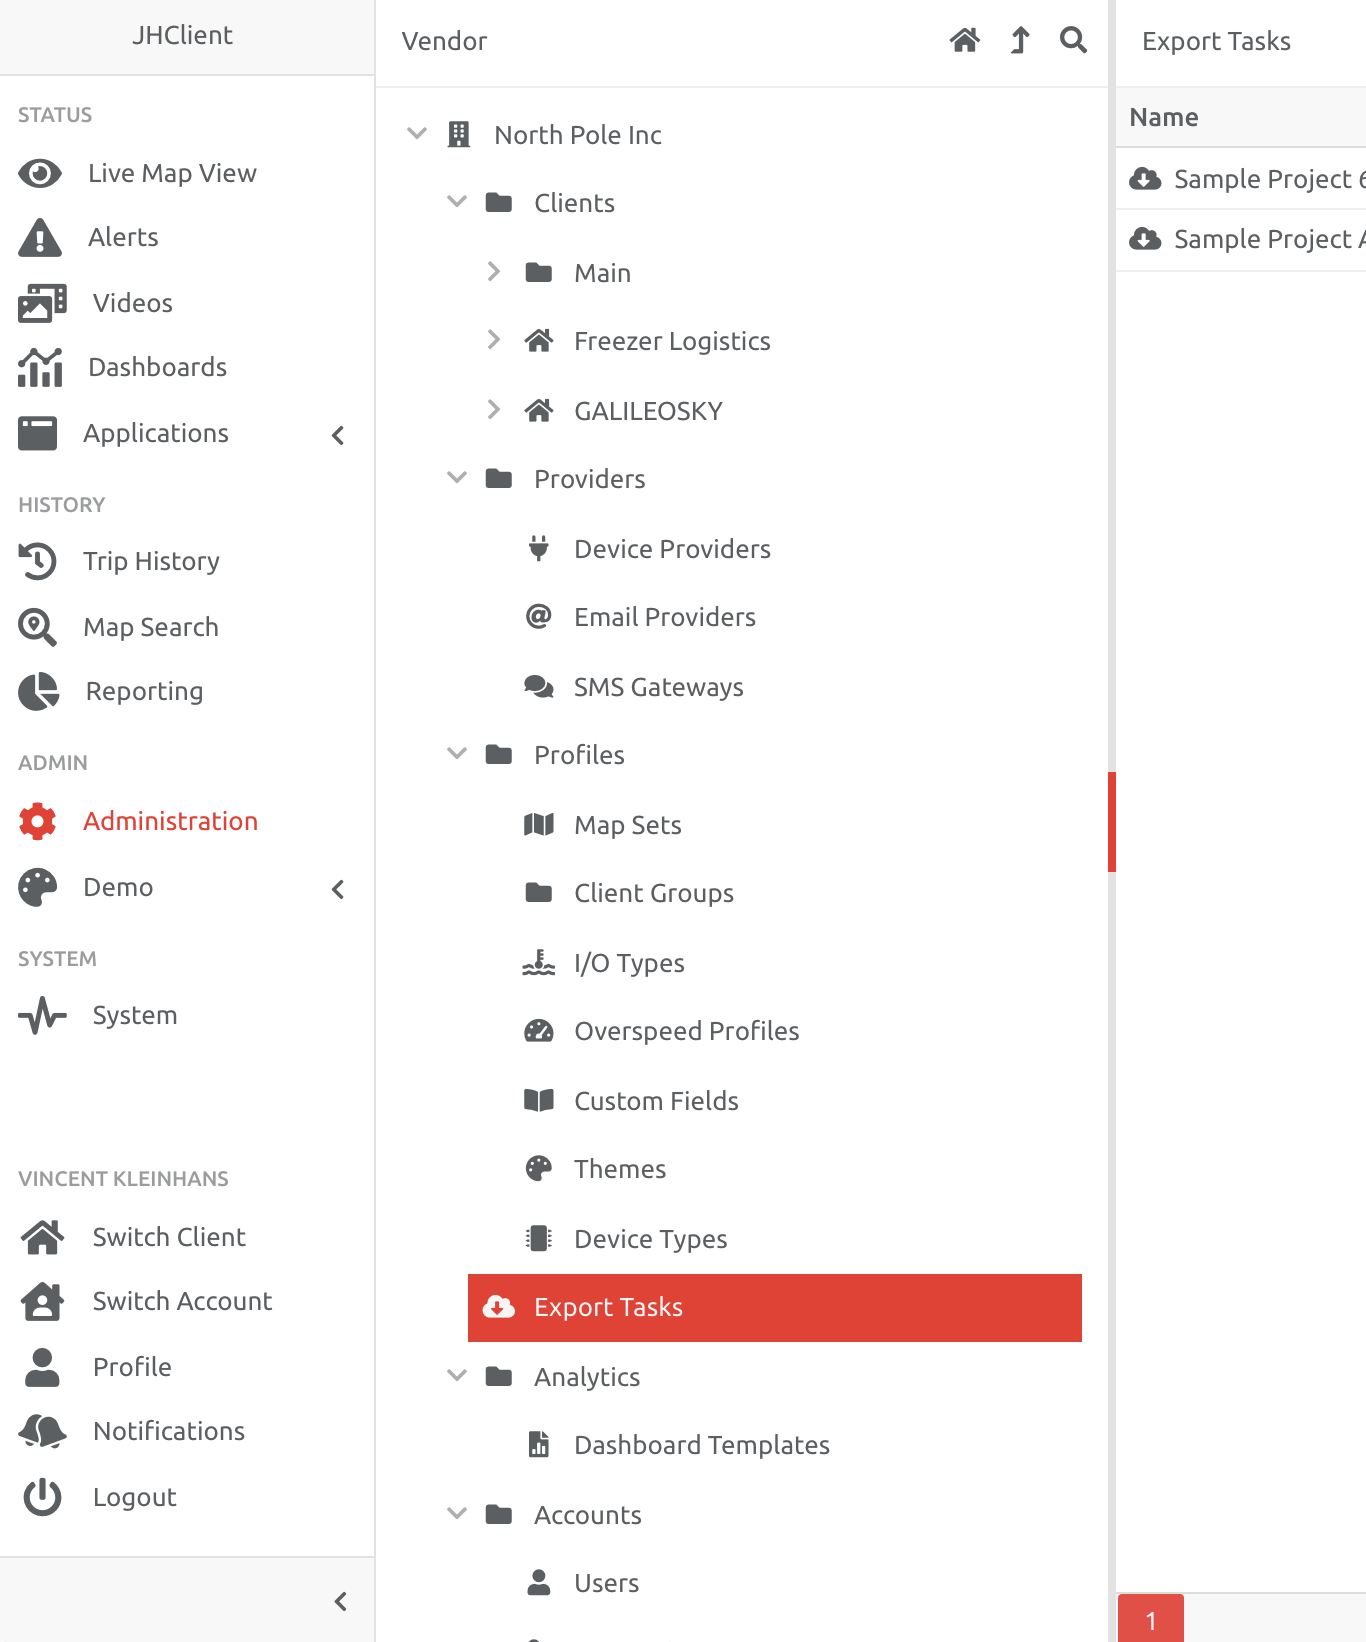 JHClient
STATUS
Live Map View
Alerts
Videos
Dashboards
Applications
HISTORY
Trip History
Map Search
Reporting
ADMIN
Administration
Demo
SYSTEM
System
VINCENT KLEINHANS
Switch Client
Switch Account
Profile
Notifications
Logout
Vendor
North Pole Inc
Clients
Main
Freezer Logistics
GALILEOSKY
Providers
Device Providers
Email Providers
SMS Gateways
Profiles
Map Sets
Client Groups
I/O Types
Overspeed Profiles
Custom Fields
Themes
Device Types
Export Tasks
Analytics
Dashboard Templates
Accounts
Users
Export Tasks
Name
Sample Project 6
Sample Project A
1